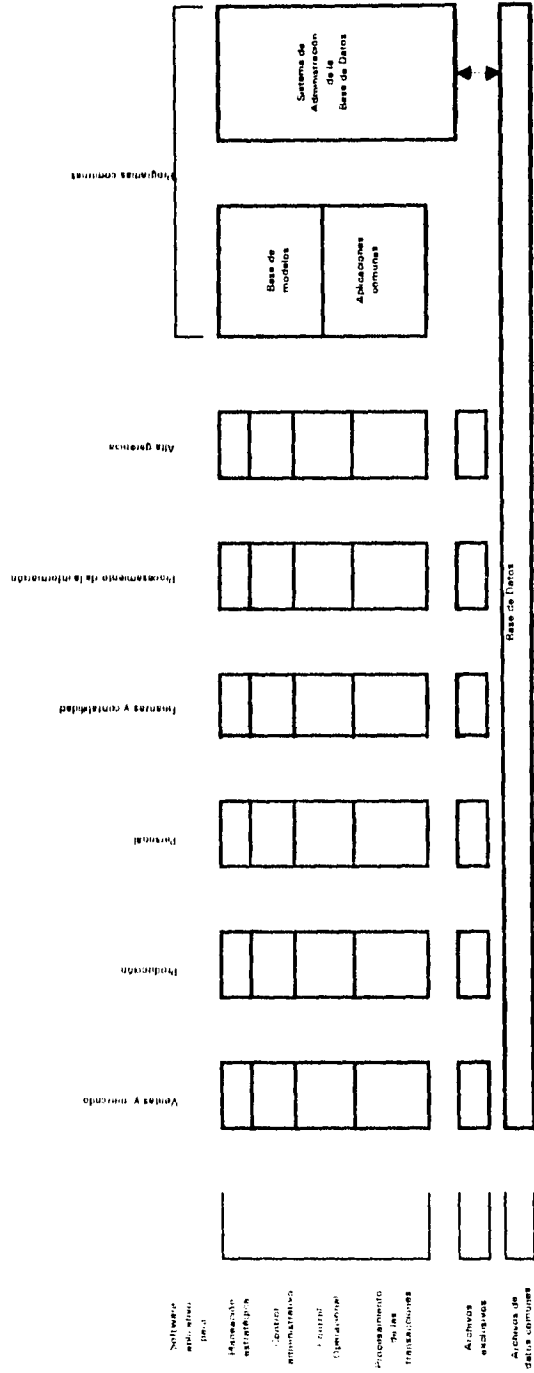 Software
aplicativo
para
Planeación
estratégica
Control
administrativo
Control
Operacional
Procesamiento
de las
transacciones
Archivos
exclusivos
Archivos de
datos comunes
Ventas y mercado
Producción
Personal
Finanzas y contabilidad
Procesamiento de la información
Alta gerencia
Programas comunes
Base de
modelos
Aplicaciones
comunes
Sistema de
Administración
de la
Base de Datos
Base de Datos